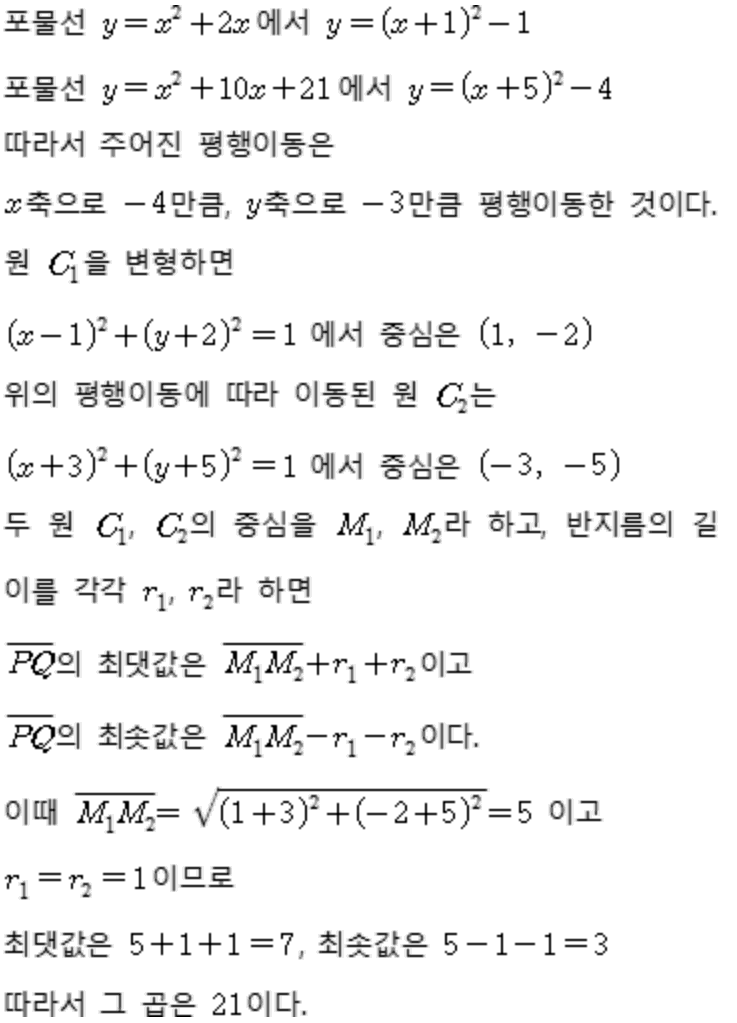 포물선 y=x²+2x에서 y=(x+1)²−1
포물선 y=x²+10x+21에서 y=(x+5)²−4
따라서 주어진 평행이동은
x축으로 −4만큼, y축으로 −3만큼 평행이동한 것이다.
원 C₁을 변형하면
(x−1)²+(y+2)²=1 에서 중심은 (1, −2)
위의 평행이동에 따라 이동된 원 C₂는
(x+3)²+(y+5)²=1 에서 중심은 (−3, −5)
두 원 C₁, C₂의 중심을 M₁, M₂라 하고, 반지름의 길
이를 각각 r₁, r₂라 하면
P̅Q̅의 최댓값은 M̅₁M̅₂+r₁+r₂이고
P̅Q̅의 최솟값은 M̅₁M̅₂−r₁−r₂이다.
이때 M̅₁M̅₂=√((1+3)²+(−2+5)²)=5 이고
r₁=r₂=1이므로
최댓값은 5+1+1=7, 최솟값은 5−1−1=3
따라서 그 곱은 21이다.